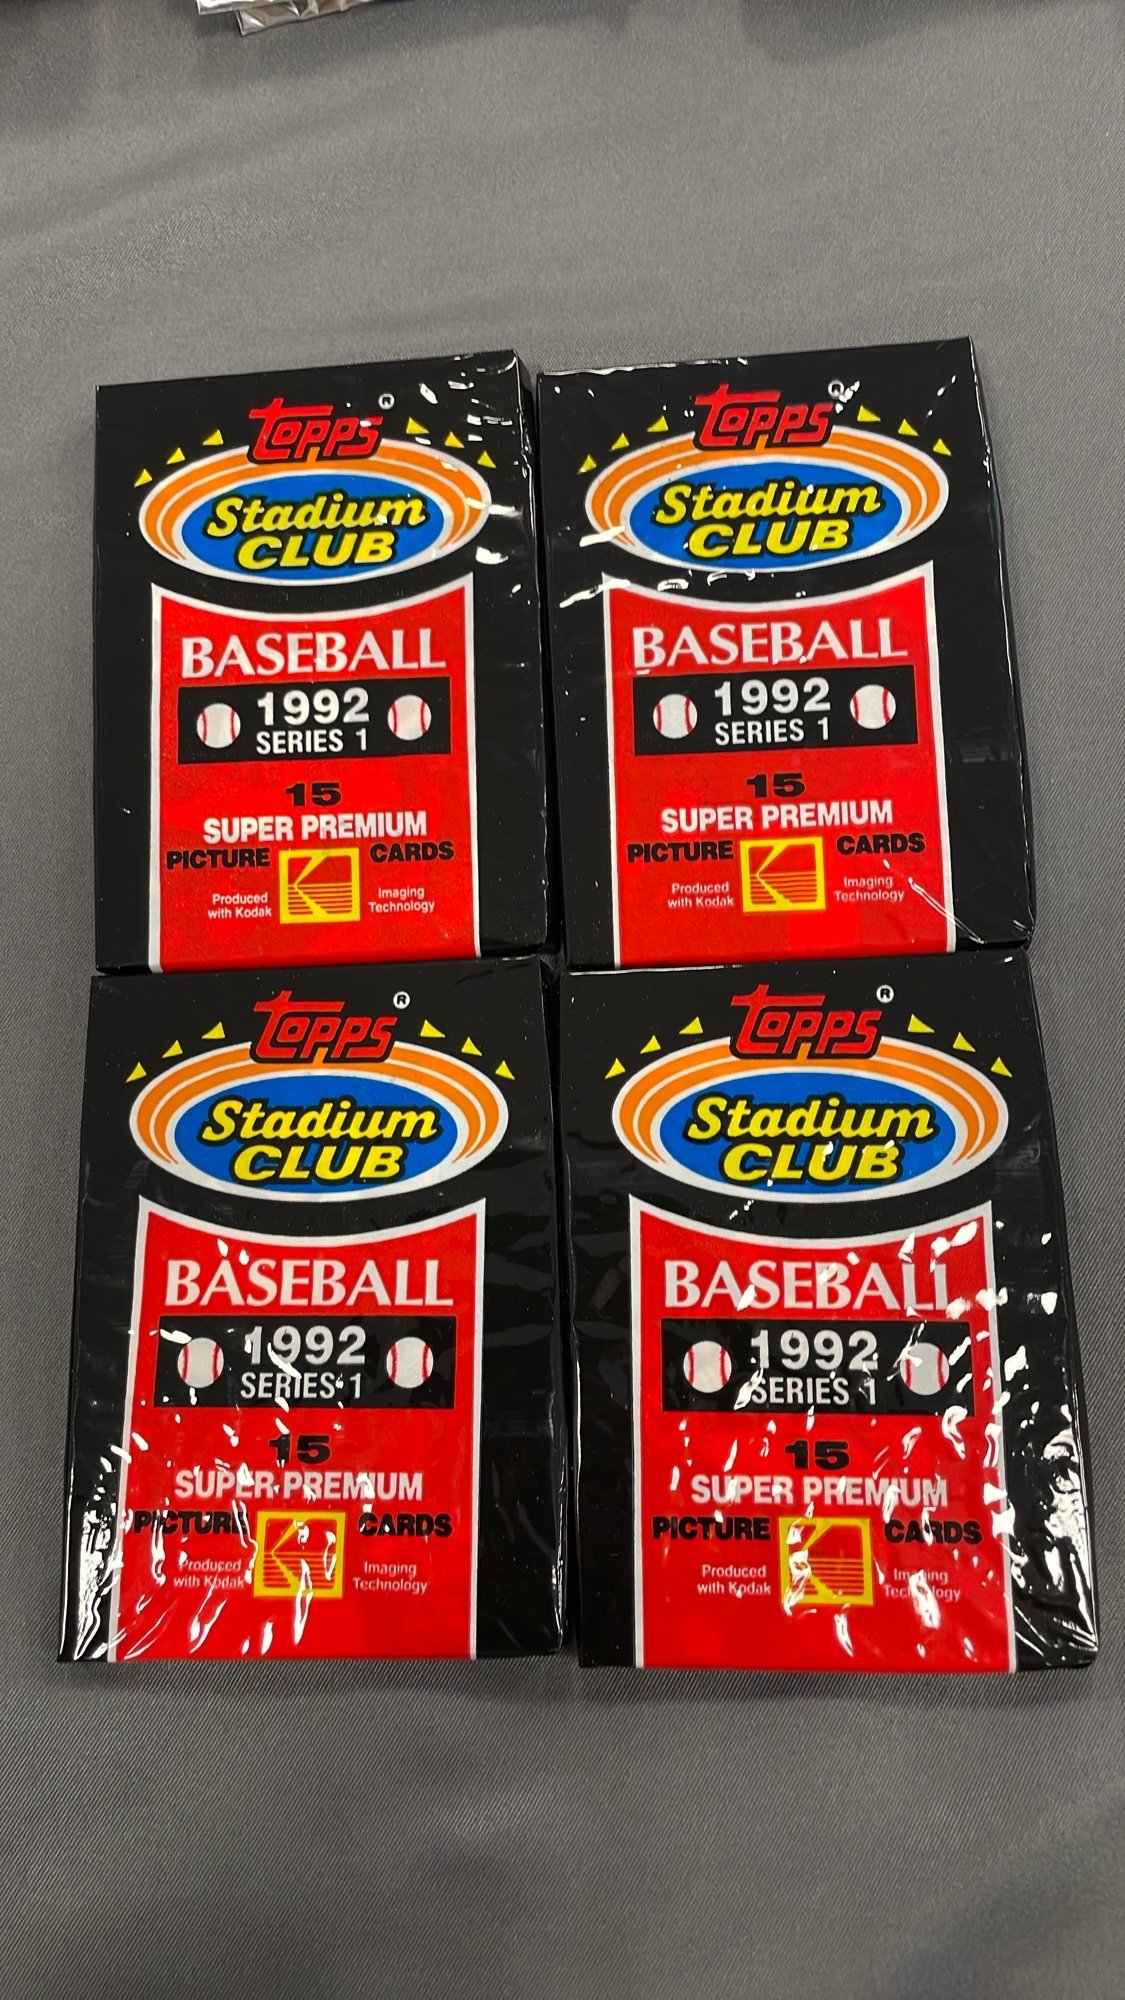 Topps ®
Stadium
CLUB
BASEBALL
1992
SERIES 1
15
SUPER PREMIUM
PICTURE CARDS
Produced with Kodak
Imaging Technology
Topps ®
Stadium
CLUB
BASEBALL
1992
SERIES 1
15
SUPER PREMIUM
PICTURE CARDS
Produced with Kodak
Imaging Technology
Topps ®
Stadium
CLUB
BASEBALL
1992
SERIES 1
15
SUPER PREMIUM
PICTURE CARDS
Produced with Kodak
Imaging Technology
Topps ®
Stadium
CLUB
BASEBALL
1992
SERIES 1
15
SUPER PREMIUM
PICTURE CARDS
Produced with Kodak
Imaging Technology